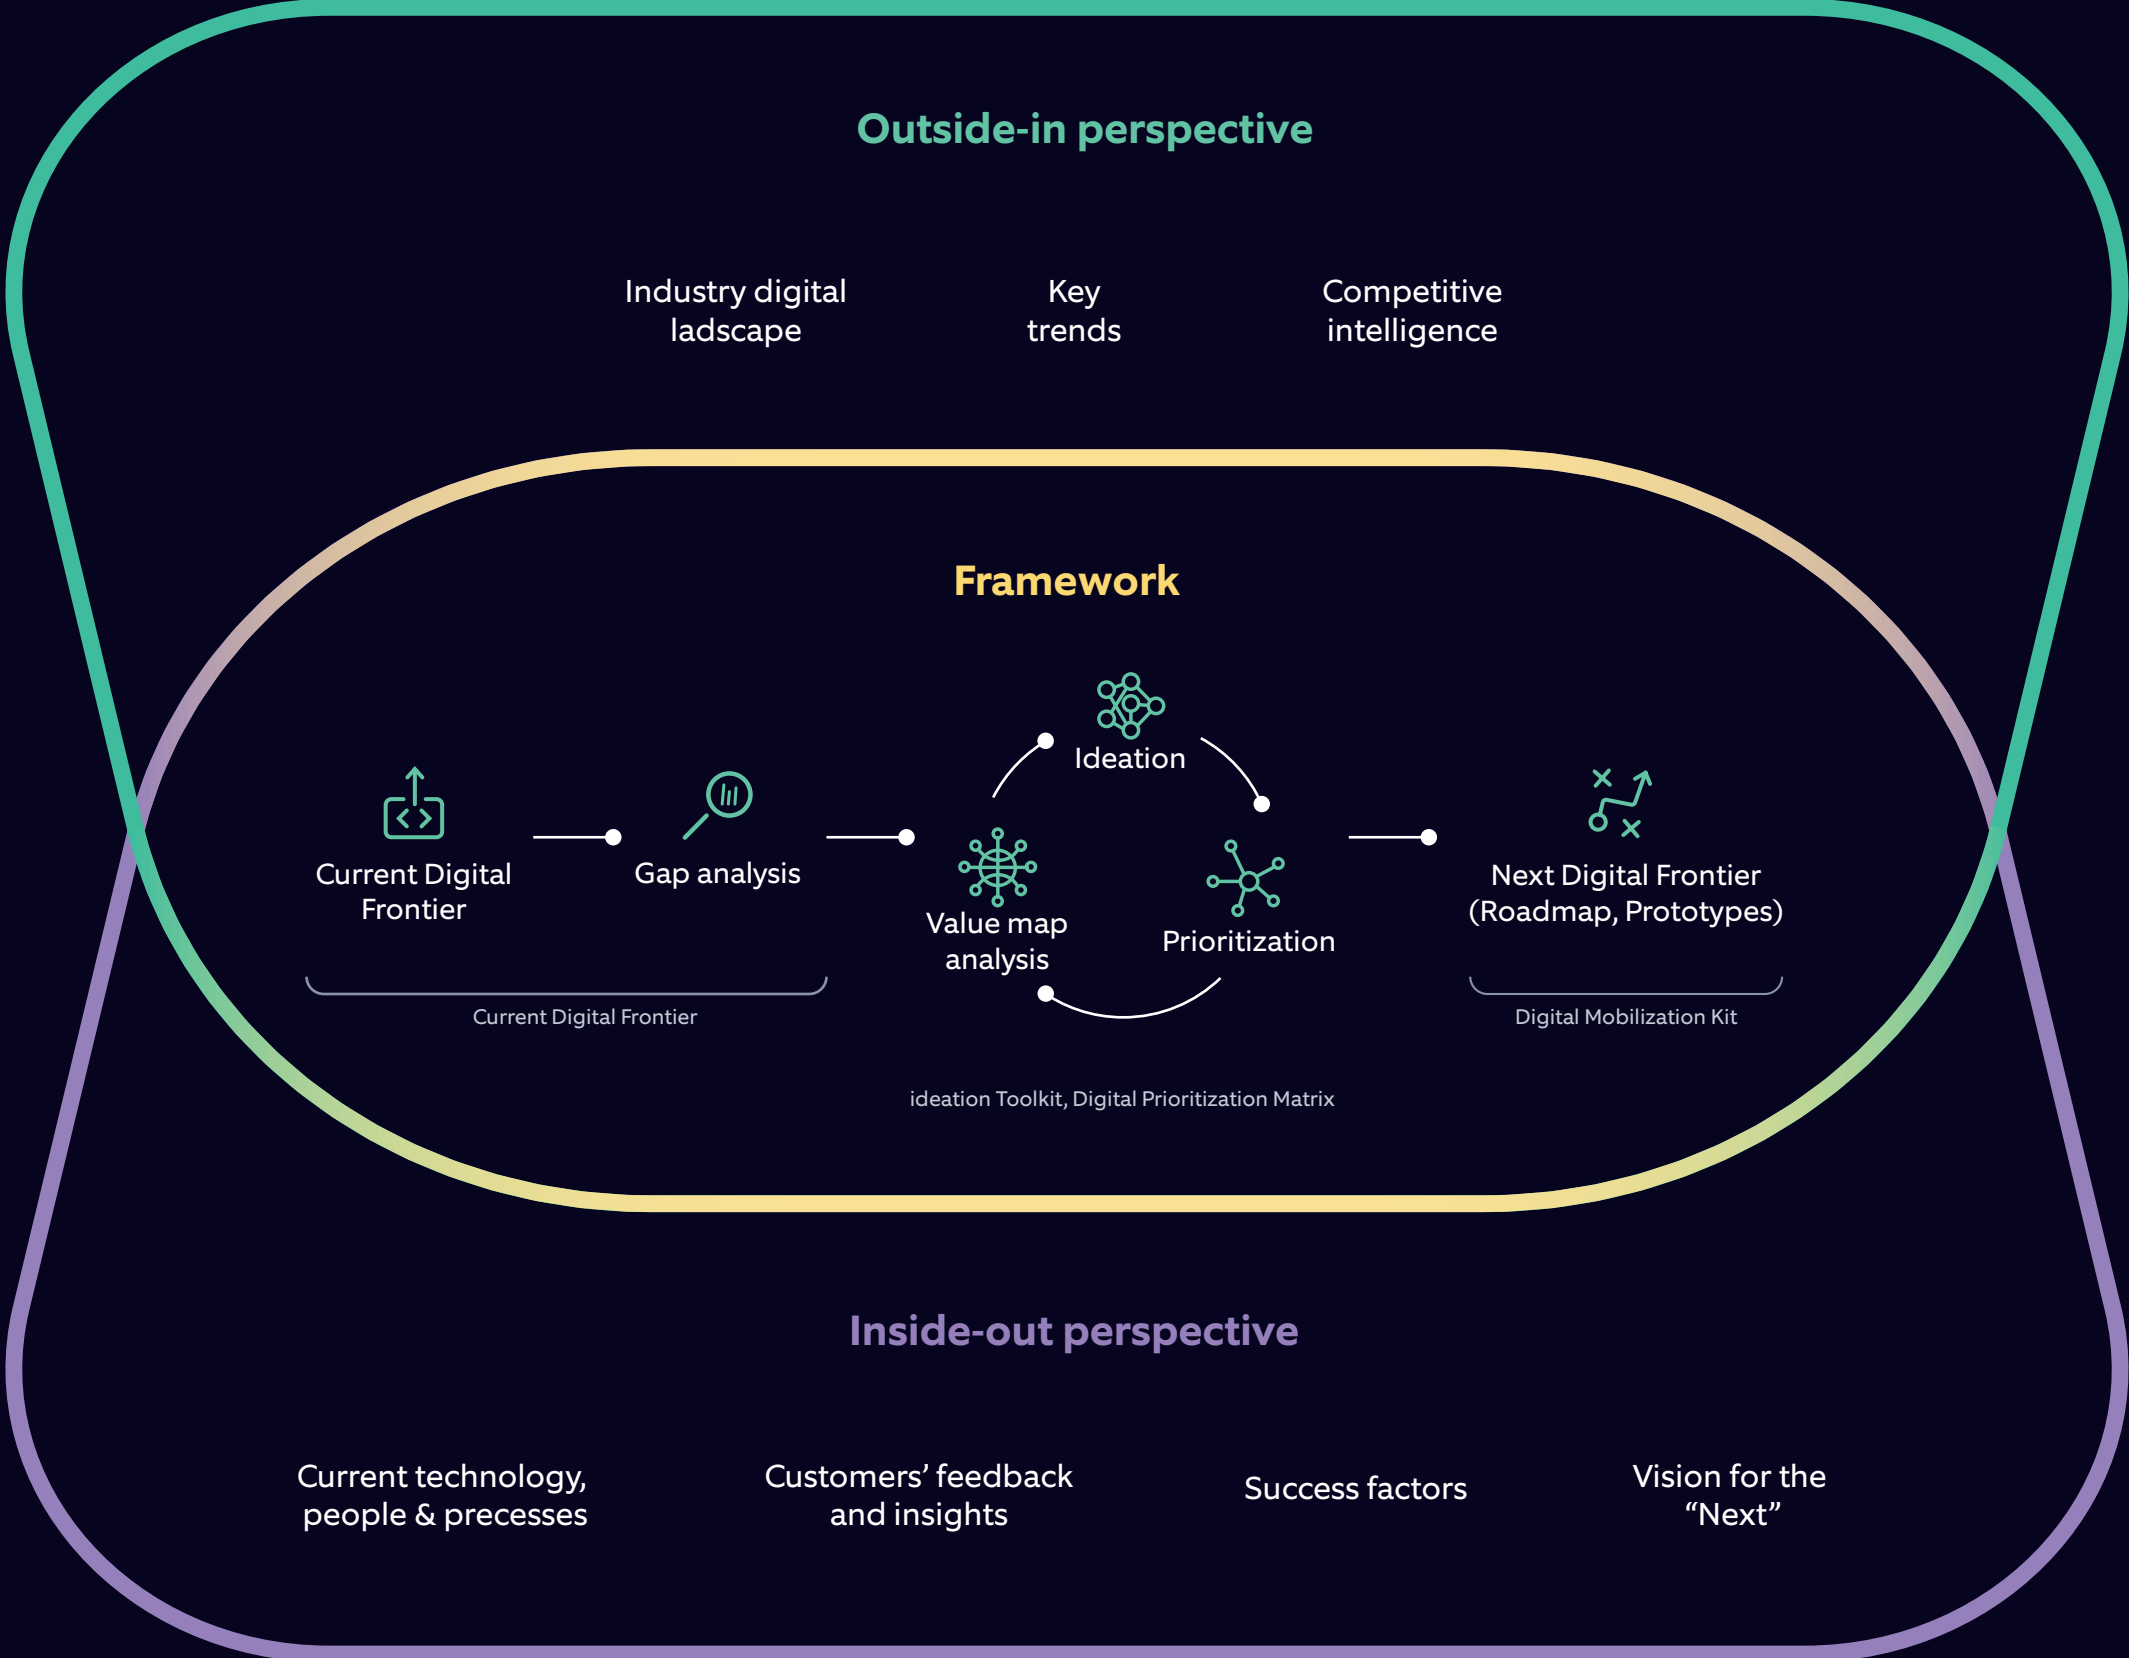 Outside-in perspective
Industry digital
ladscape
Key
trends
Competitive
intelligence
Framework
Current Digital
Frontier
Gap analysis
Ideation
Value map
analysis
Prioritization
Next Digital Frontier
(Roadmap, Prototypes)
Current Digital Frontier
Digital Mobilization Kit
ideation Toolkit, Digital Prioritization Matrix
Inside-out perspective
Current technology,
people & precesses
Customers’ feedback
and insights
Success factors
Vision for the
“Next”